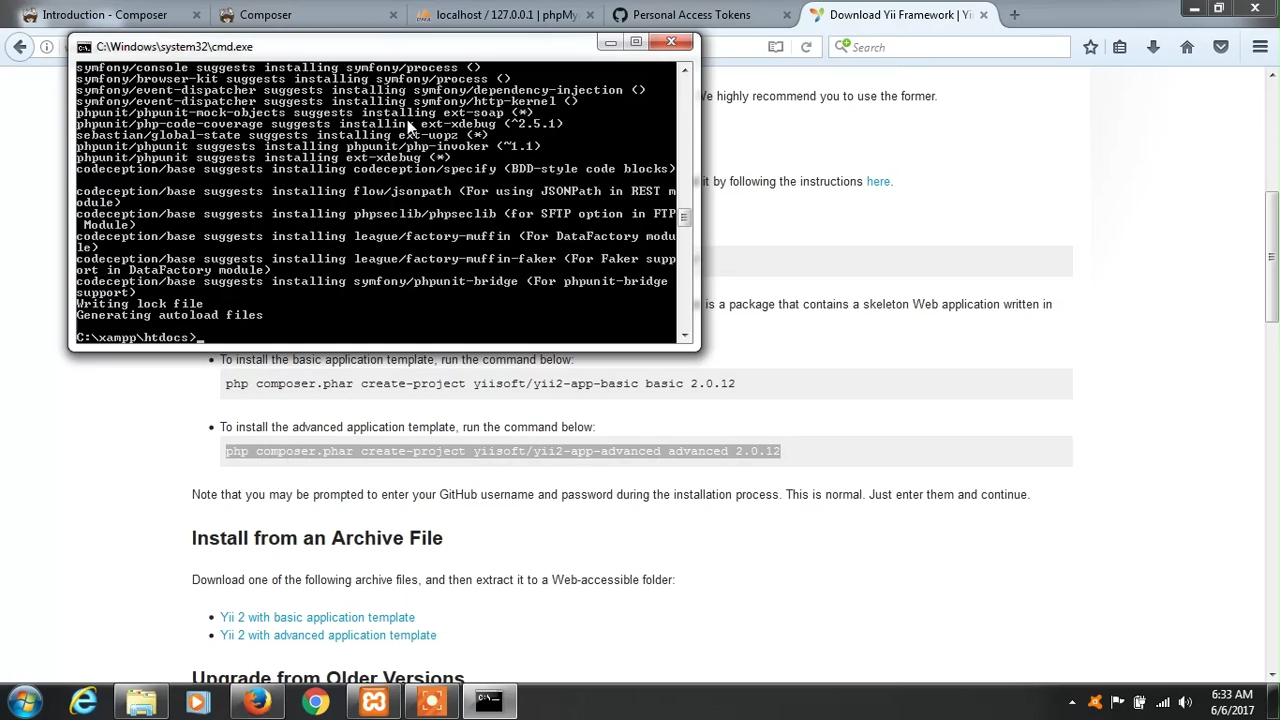 Introduction - Composer
Composer
localhost / 127.0.0.1 | phpMy
Personal Access Tokens
Download Yii Framework | Yii
C:\Windows\system32\cmd.exe
Search
symfony/console suggests installing symfony/process ()
symfony/browser-kit suggests installing symfony/process ()
symfony/event-dispatcher suggests installing symfony/dependency-injection ()
symfony/event-dispatcher suggests installing symfony/http-kernel ()
phpunit/phpunit-mock-objects suggests installing ext-soap (*)
phpunit/php-code-coverage suggests installing ext-xdebug (^2.5.1)
sebastian/global-state suggests installing ext-uopz (*)
phpunit/phpunit suggests installing phpunit/php-invoker (~1.1)
phpunit/phpunit suggests installing ext-xdebug (*)
codeception/base suggests installing codeception/specify (BDD-style code blocks)
codeception/base suggests installing flow/jsonpath (For using JSONPath in REST m
odule)
codeception/base suggests installing phpseclib/phpseclib (for SFTP option in FTP
 Module)
codeception/base suggests installing league/factory-muffin (For DataFactory modu
le)
codeception/base suggests installing league/factory-muffin-faker (For Faker supp
ort in DataFactory module)
codeception/base suggests installing symfony/phpunit-bridge (For phpunit-bridge
support)
Writing lock file
Generating autoload files
C:\xampp\htdocs>_
We highly recommend you to use the former.
it by following the instructions here.
is a package that contains a skeleton Web application written in
• To install the basic application template, run the command below:
php composer.phar create-project yiisoft/yii2-app-basic basic 2.0.12
• To install the advanced application template, run the command below:
php composer.phar create-project yiisoft/yii2-app-advanced advanced 2.0.12
Note that you may be prompted to enter your GitHub username and password during the installation process. This is normal. Just enter them and continue.
Install from an Archive File
Download one of the following archive files, and then extract it to a Web-accessible folder:
• Yii 2 with basic application template
• Yii 2 with advanced application template
Upgrade from Older Versions
6:33 AM
6/6/2017